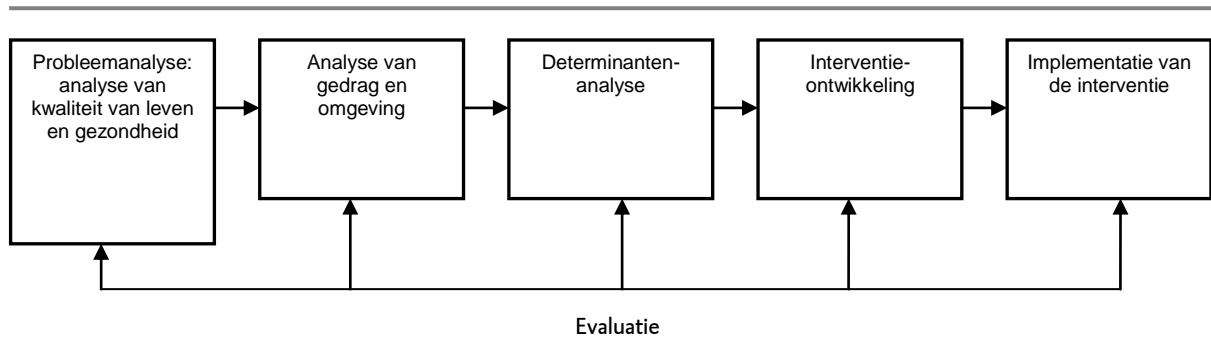 Probleemanalyse:
analyse van
kwaliteit van leven
en gezondheid
Analyse van
gedrag en
omgeving
Determinanten-
analyse
Interventie-
ontwikkeling
Implementatie van
de interventie
Evaluatie